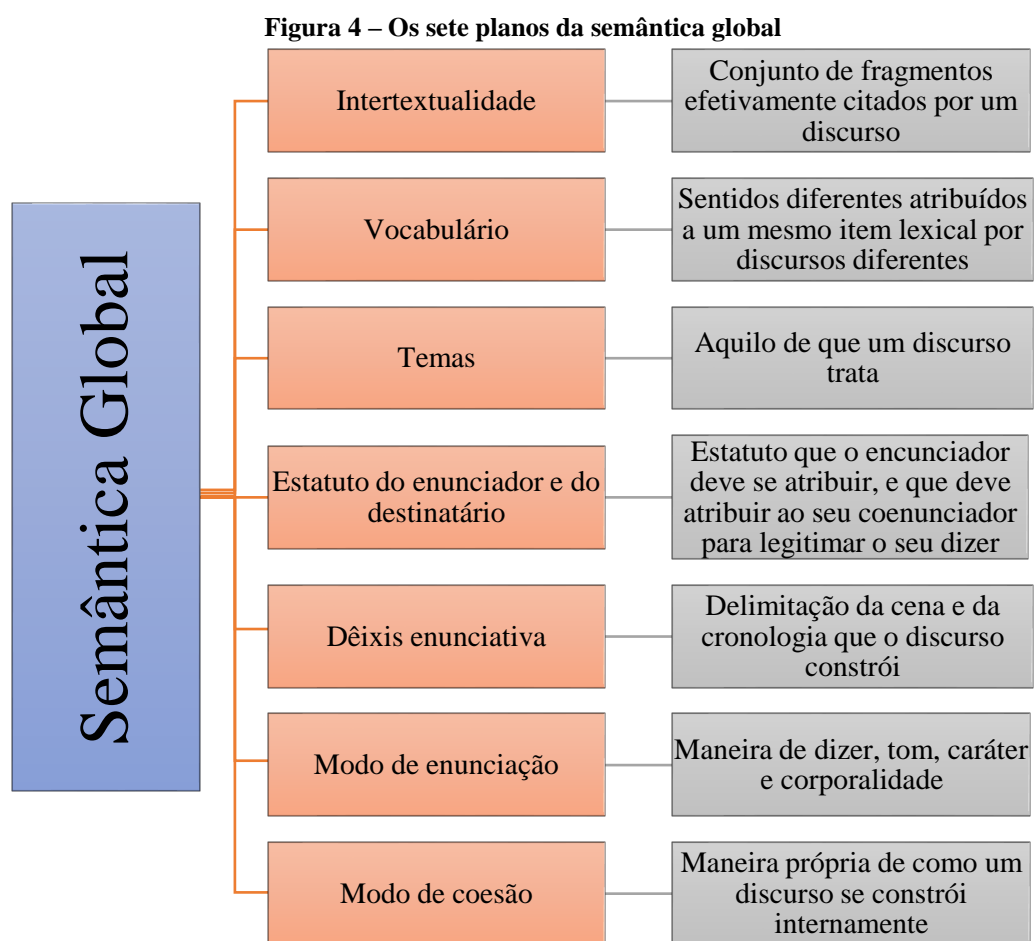 Figura 4 – Os sete planos da semântica global
Semântica Global
Intertextualidade
Conjunto de fragmentos
efetivamente citados por um
discurso
Vocabulário
Sentidos diferentes atribuídos
a um mesmo item lexical por
discursos diferentes
Temas
Aquilo de que um discurso
trata
Estatuto do enunciador e do
destinatário
Estatuto que o encunciador
deve se atribuir, e que deve
atribuir ao seu coenunciador
para legitimar o seu dizer
Dêixis enunciativa
Delimitação da cena e da
cronologia que o discurso
constrói
Modo de enunciação
Maneira de dizer, tom, caráter
e corporalidade
Modo de coesão
Maneira própria de como um
discurso se constrói
internamente